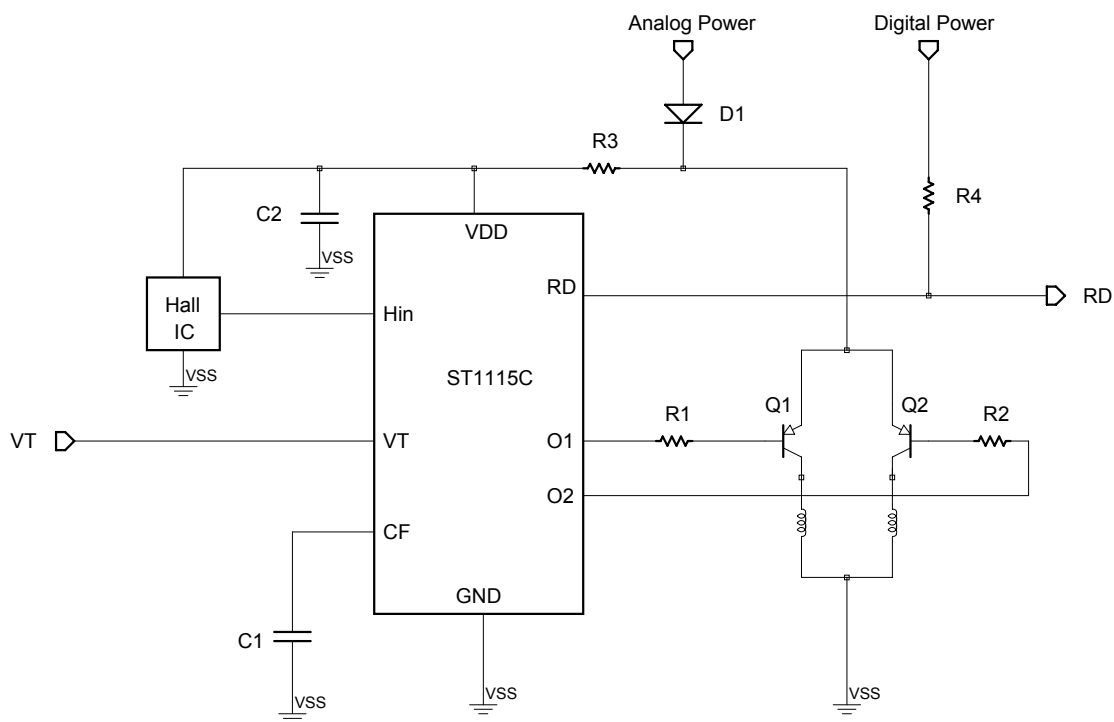 Analog Power
Digital Power
D1
R3
R4
C2
VSS
VDD
RD
RD
Hall
IC
VSS
Hin
ST1115C
R1
Q1
Q2
R2
VT
VT
O1
O2
CF
GND
C1
VSS
VSS
VSS